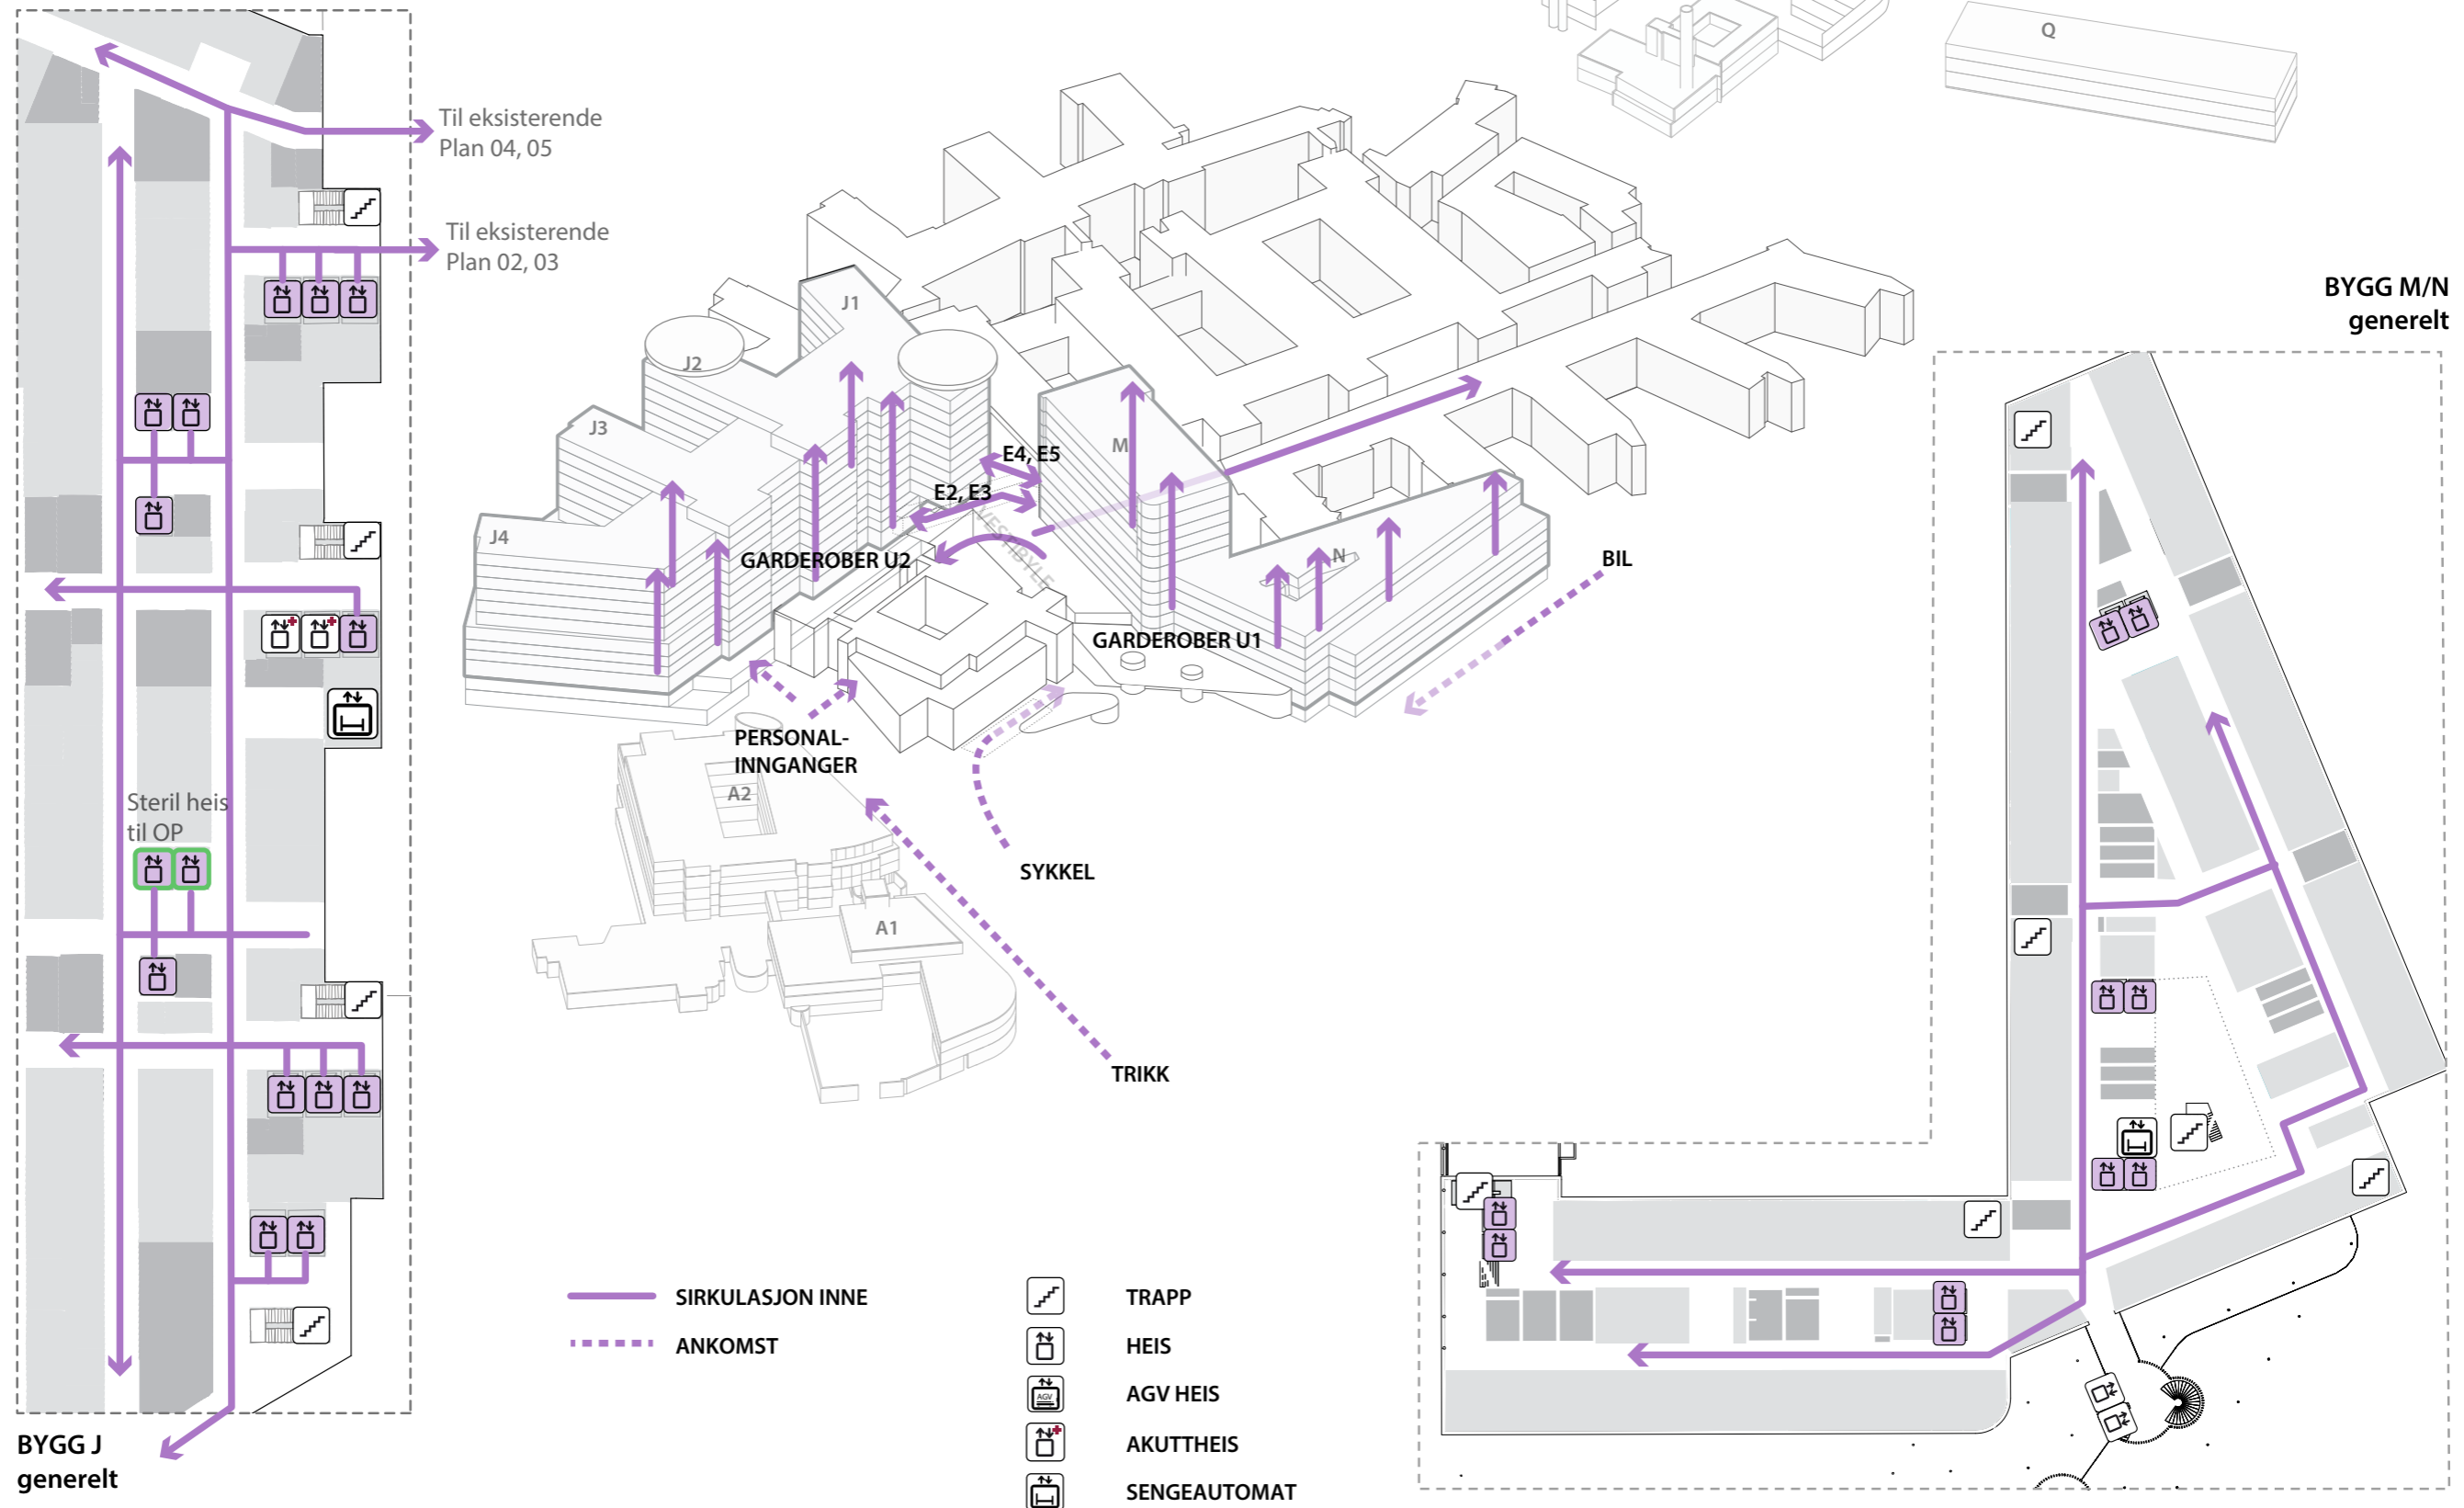 Q
Til eksisterende
Plan 04, 05
Til eksisterende
Plan 02, 03
BYGG M/N
generelt
J1
J2
J3
J4
M
N
E4, E5
E2, E3
VESTIBYLE
GARDEROBER U2
GARDEROBER U1
BIL
PERSONAL-
INNGANGER
A2
A1
SYKKEL
TRIKK
Steril heis
til OP
BYGG J
generelt
SIRKULASJON INNE
ANKOMST
TRAPP
HEIS
AGV
AGV HEIS
AKUTTHEIS
SENGEAUTOMAT